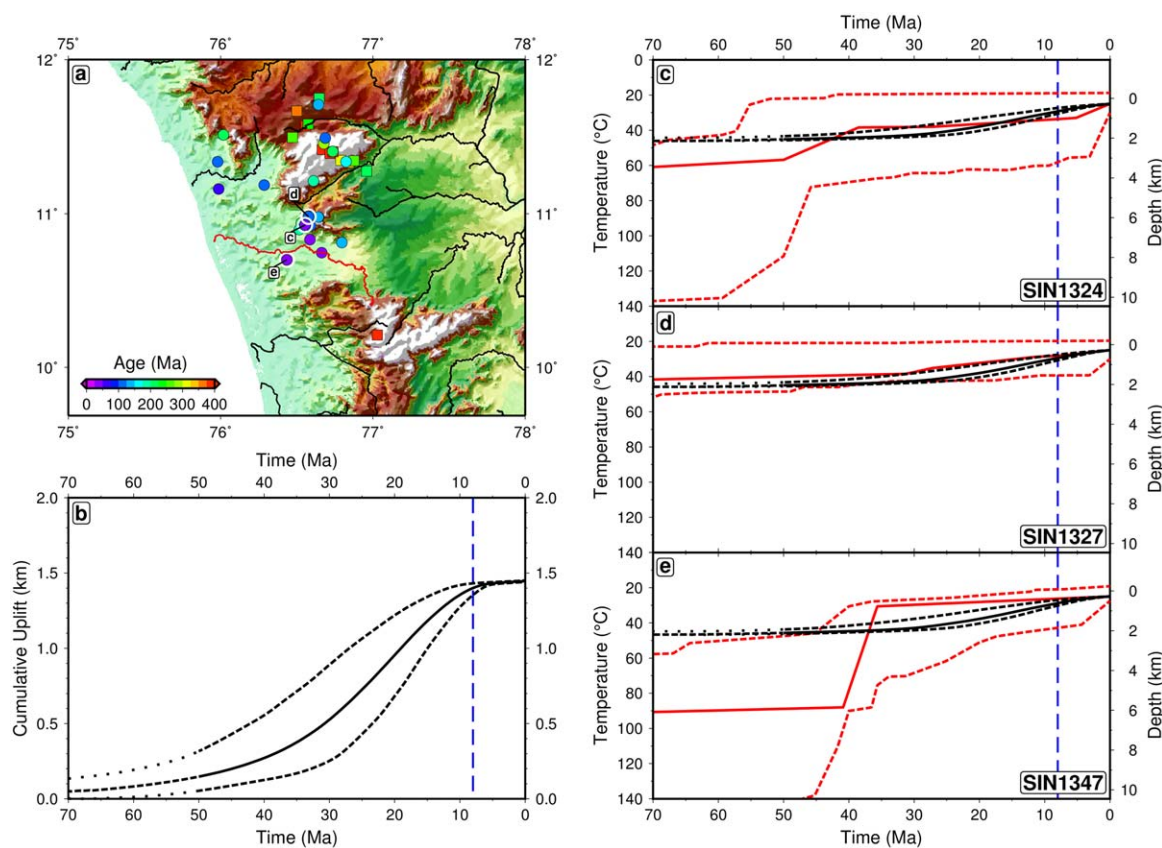 75˚ 76˚ 77˚ 78˚
12˚ 12˚
a
11˚ 11˚
d
c
e
10˚ 10˚
Age (Ma)
0 100 200 300 400
75˚ 76˚ 77˚ 78˚
Time (Ma)
70 60 50 40 30 20 10 0
b
Cumulative Uplift (km)
2.0 2.0
1.5 1.5
1.0 1.0
0.5 0.5
0.0 0.0
70 60 50 40 30 20 10 0
Time (Ma)
Time (Ma)
70 60 50 40 30 20 10 0
c
Temperature (°C)
0
20
40
60
80
100
120
140
Depth (km)
0
2
4
6
8
10
SIN1324
d
Temperature (°C)
20
40
60
80
100
120
140
Depth (km)
0
2
4
6
8
10
SIN1327
e
Temperature (°C)
20
40
60
80
100
120
140
Depth (km)
0
2
4
6
8
10
SIN1347
70 60 50 40 30 20 10 0
Time (Ma)